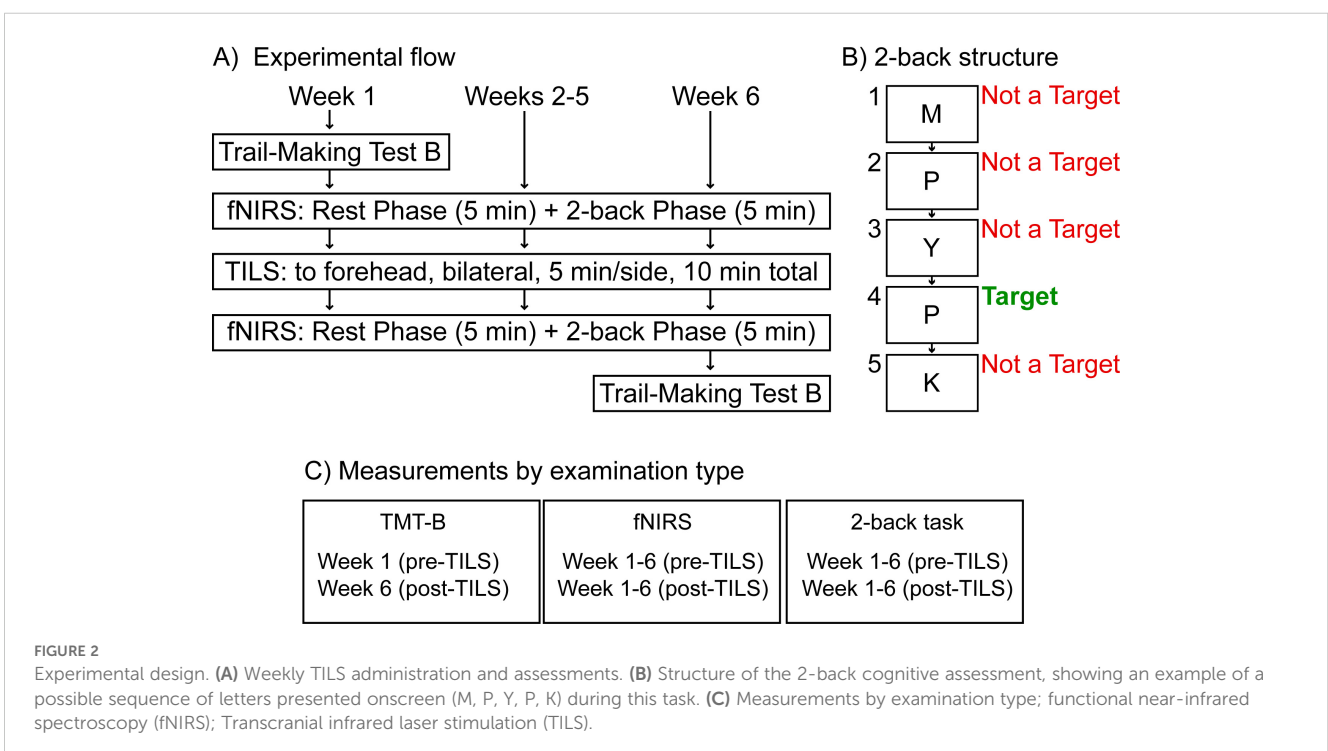 A) Experimental flow
Week 1
Weeks 2-5
Week 6
Trail-Making Test B
fNIRS: Rest Phase (5 min) + 2-back Phase (5 min)
TILS: to forehead, bilateral, 5 min/side, 10 min total
fNIRS: Rest Phase (5 min) + 2-back Phase (5 min)
Trail-Making Test B
B) 2-back structure
1 M Not a Target
2 P Not a Target
3 Y Not a Target
4 P Target
5 K Not a Target
C) Measurements by examination type
TMT-B
Week 1 (pre-TILS)
Week 6 (post-TILS)
fNIRS
Week 1-6 (pre-TILS)
Week 1-6 (post-TILS)
2-back task
Week 1-6 (pre-TILS)
Week 1-6 (post-TILS)
FIGURE 2
Experimental design. (A) Weekly TILS administration and assessments. (B) Structure of the 2-back cognitive assessment, showing an example of a
possible sequence of letters presented onscreen (M, P, Y, P, K) during this task. (C) Measurements by examination type; functional near-infrared
spectroscopy (fNIRS); Transcranial infrared laser stimulation (TILS).